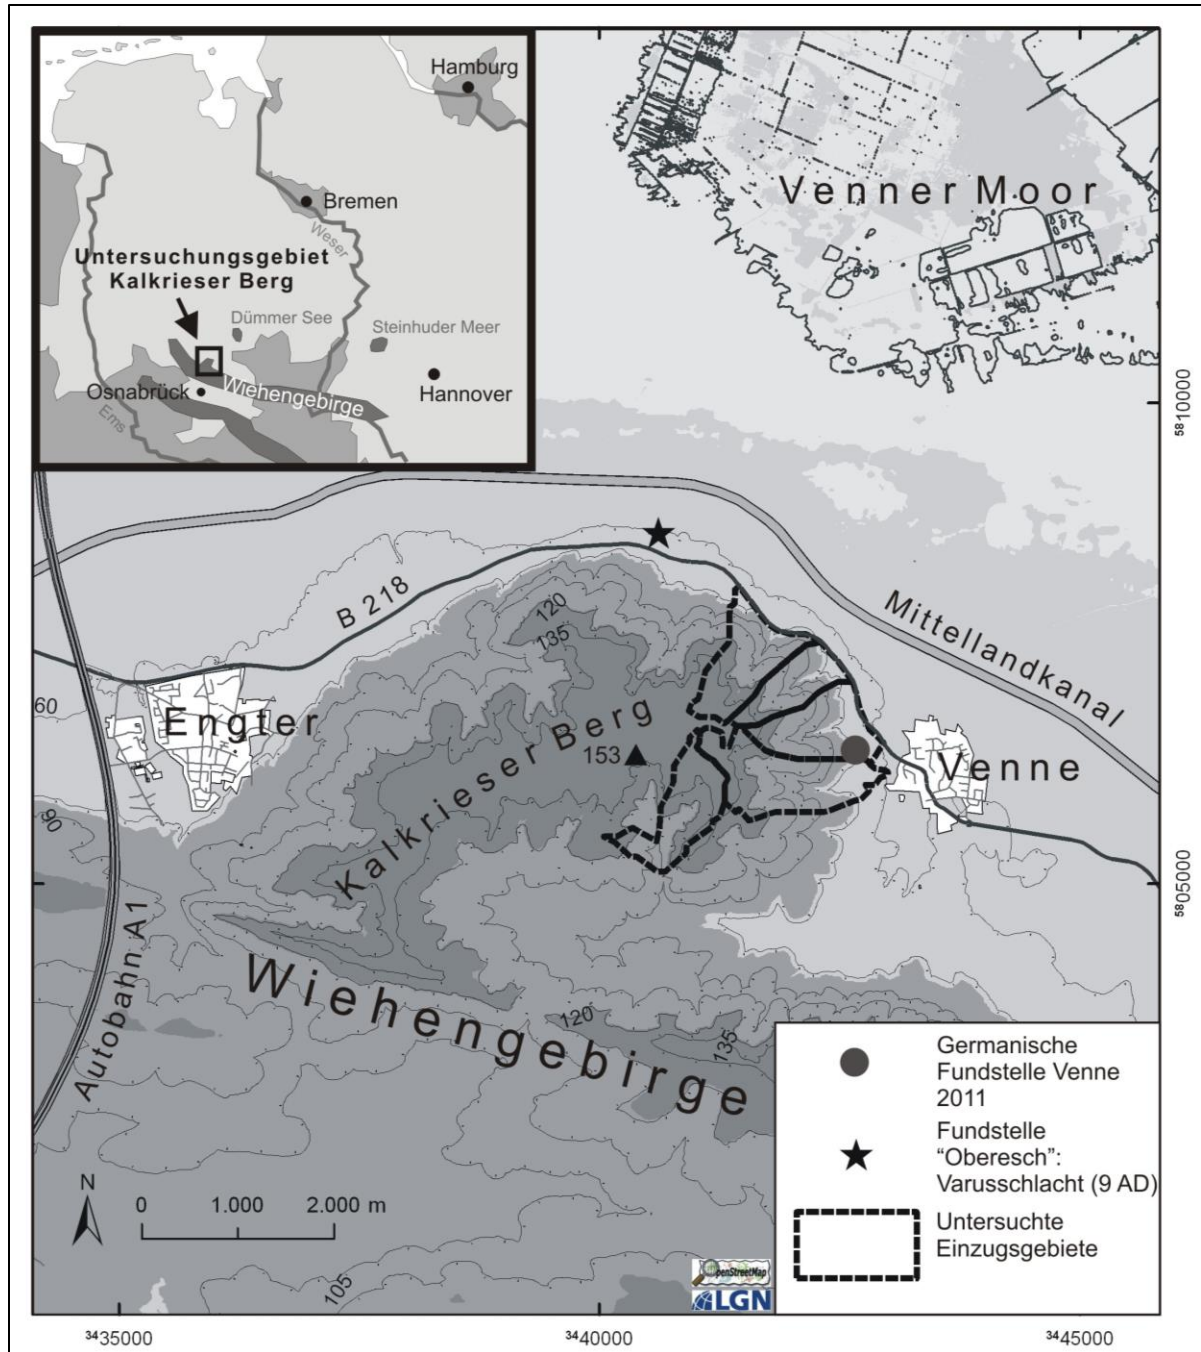 Hamburg
Bremen
Weser
Untersuchungsgebiet
Kalkrieser Berg
Dümmer See
Steinhuder Meer
Osnabrück
Wiehengebirge
Hannover
Ems
Venner Moor
5810000
B 218
120
135
Mittellandkanal
60
Engter
Kalkrieser Berg
153
Venne
90
5805000
Autobahn A1
Wiehengebirge
120
135
N
0 1.000 2.000 m
105
Germanische
Fundstelle Venne
2011
Fundstelle
"Oberesch":
Varusschlacht (9 AD)
Untersuchte
Einzugsgebiete
OpenStreetMap
LGN
3435000 3440000 3445000